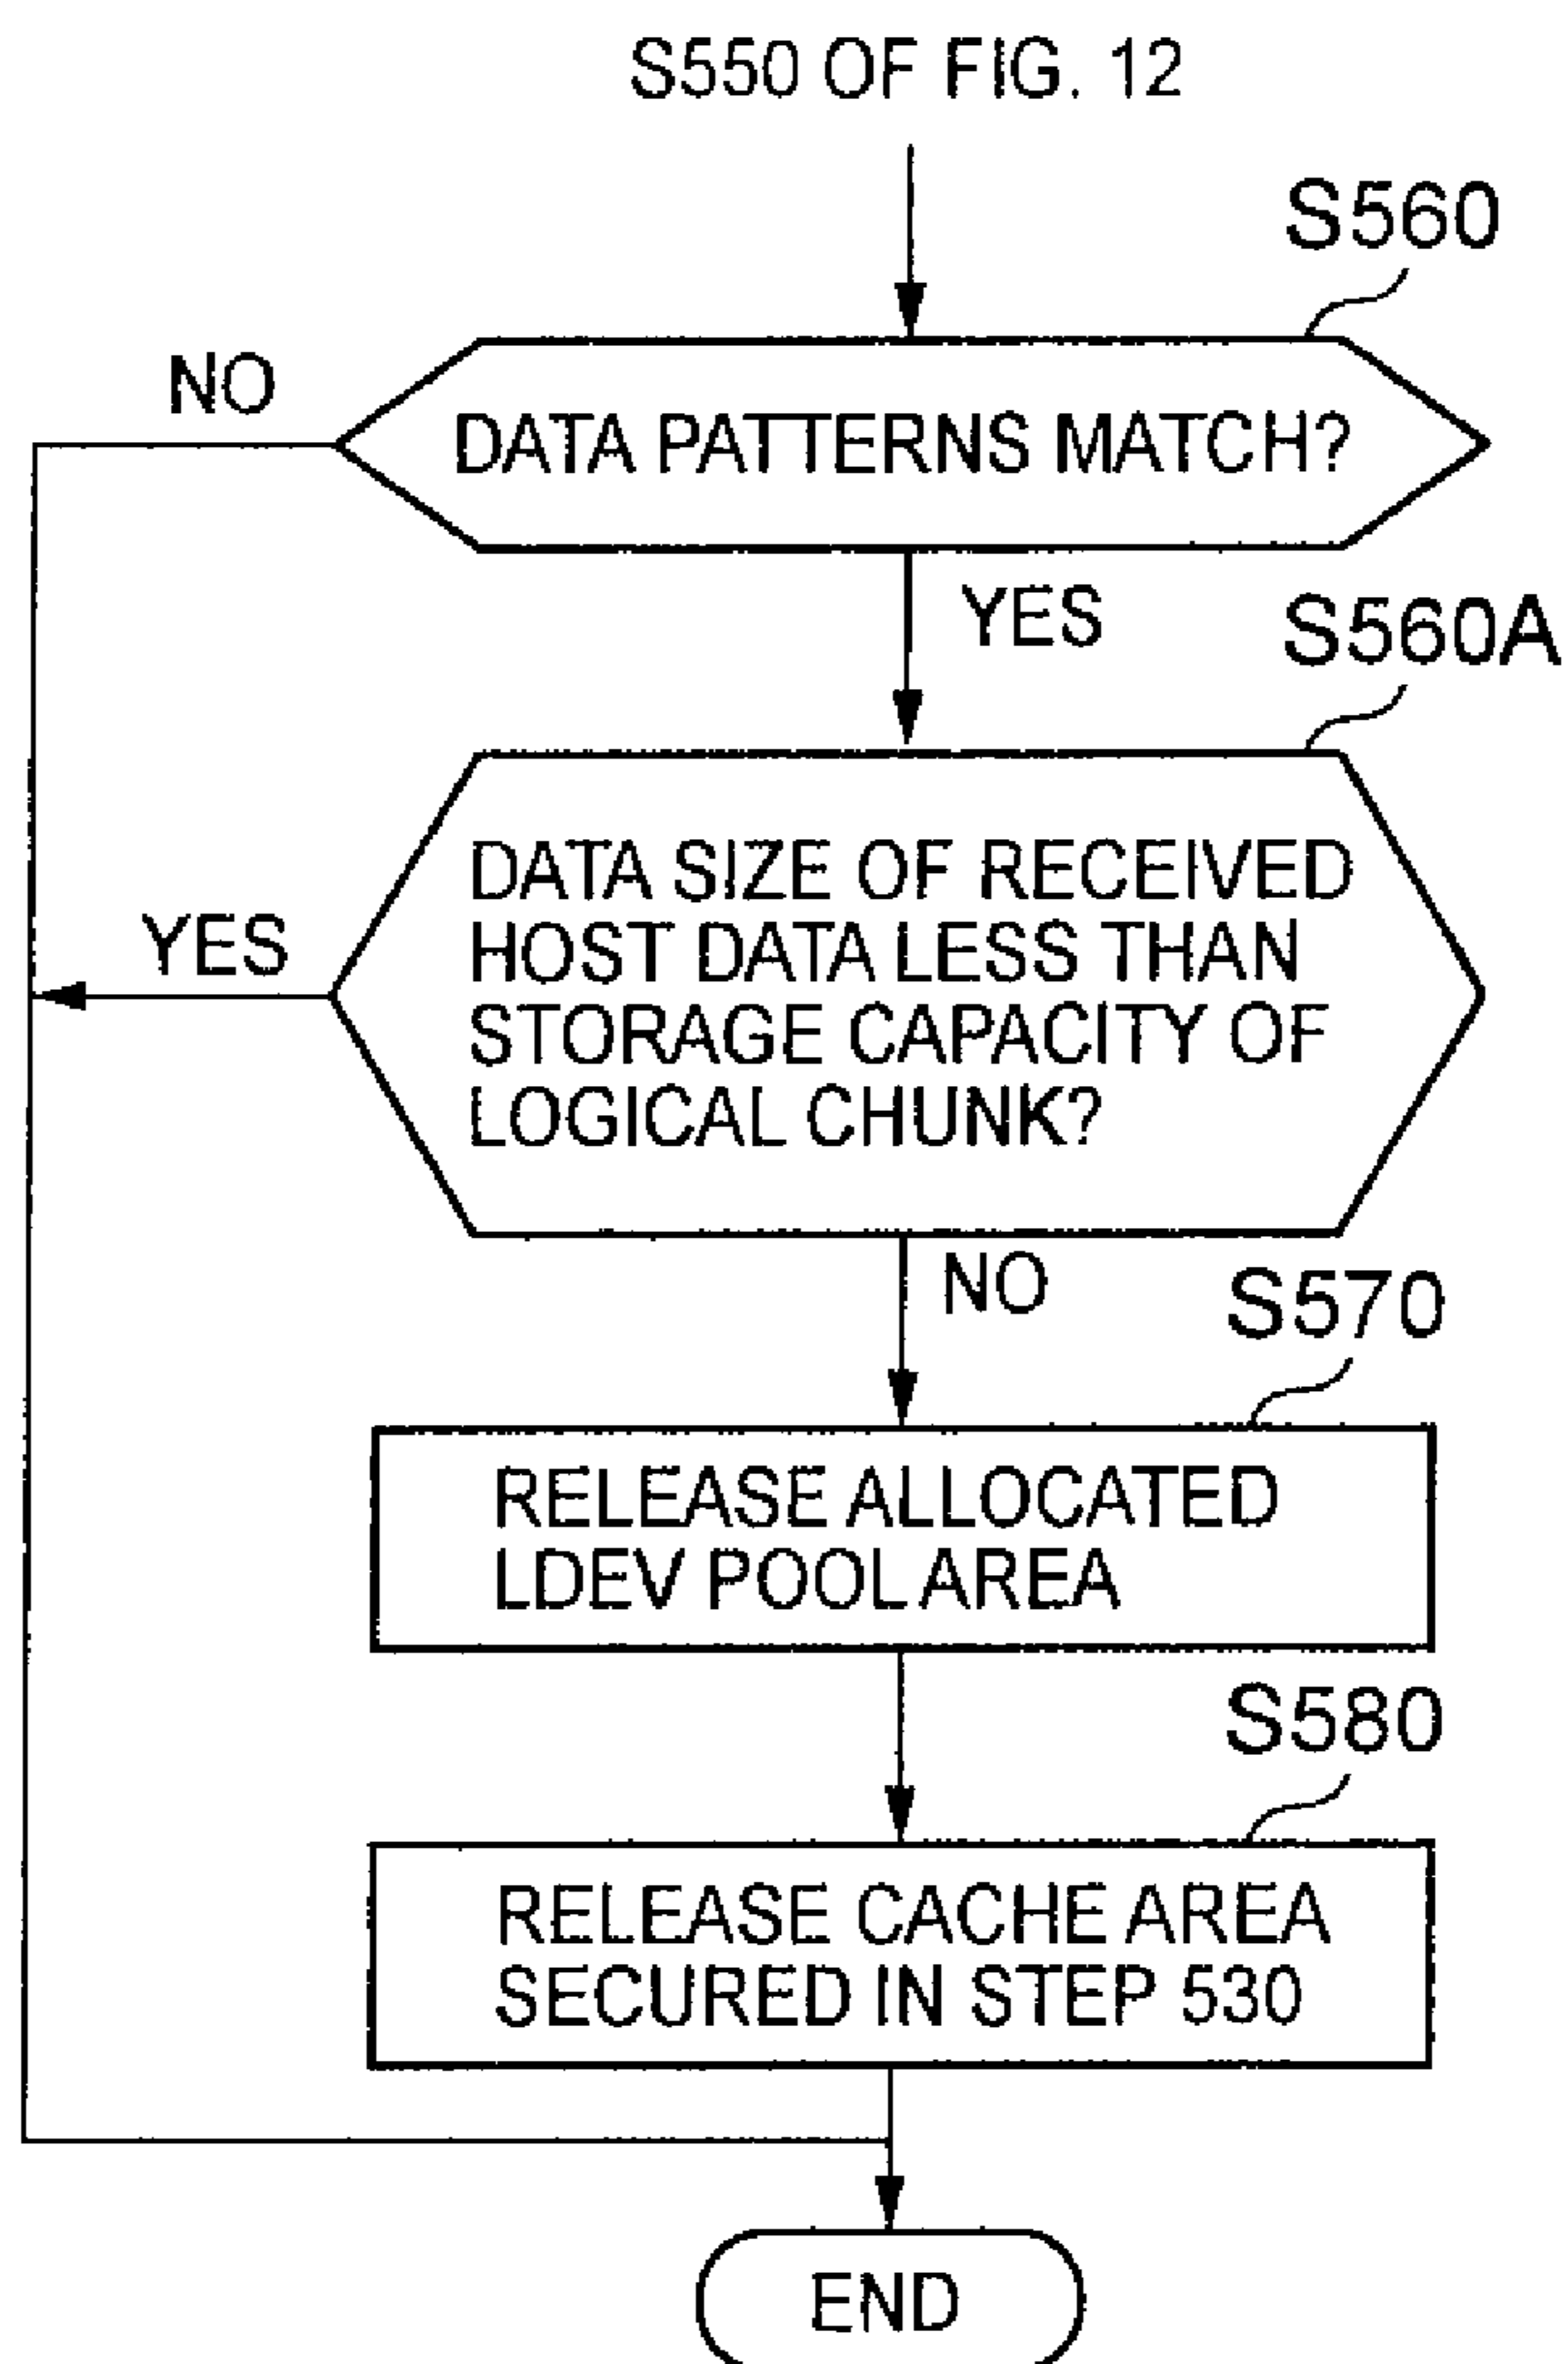 S550 OF FIG. 12
S560
NO
DATA PATTERNS MATCH?
YES
S560A
DATA SIZE OF RECEIVED
HOST DATA LESS THAN
STORAGE CAPACITY OF
LOGICAL CHUNK?
YES
NO
S570
RELEASE ALLOCATED
LDEV POOL AREA
S580
RELEASE CACHE AREA
SECURED IN STEP 530
END